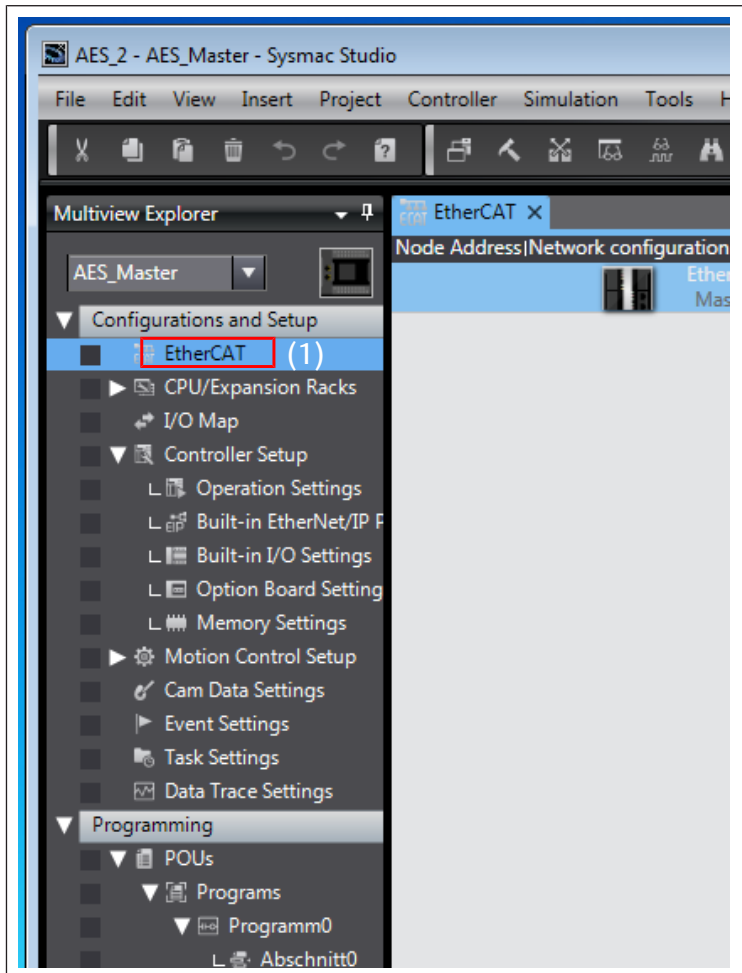 AES_2 - AES_Master - Sysmac Studio
File Edit View Insert Project Controller Simulation Tools H
Multiview Explorer
EtherCAT
Node Address|Network configuration
AES_Master
Ether
Mas
Configurations and Setup
EtherCAT (1)
CPU/Expansion Racks
I/O Map
Controller Setup
Operation Settings
Built-in EtherNet/IP P
Built-in I/O Settings
Option Board Setting
Memory Settings
Motion Control Setup
Cam Data Settings
Event Settings
Task Settings
Data Trace Settings
Programming
POUs
Programs
Programm0
Abschnitt0